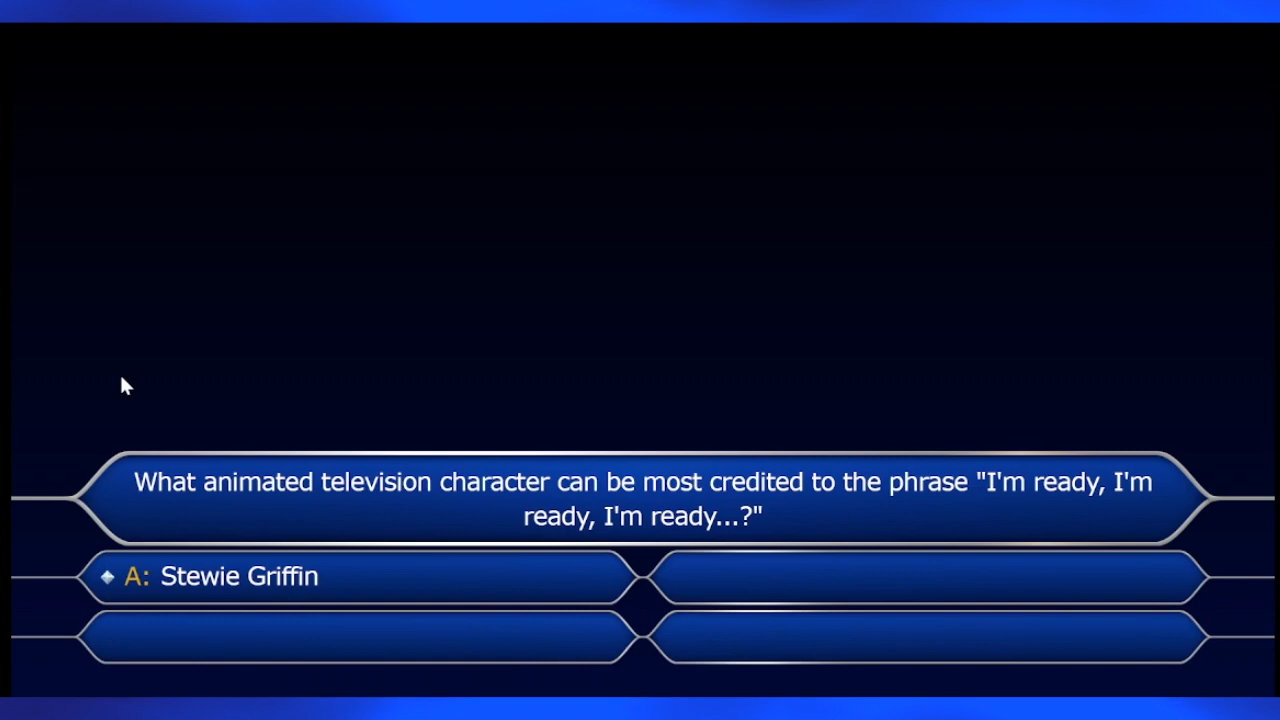 What animated television character can be most credited to the phrase "I'm ready, I'm
ready, I'm ready...?"
A: Stewie Griffin